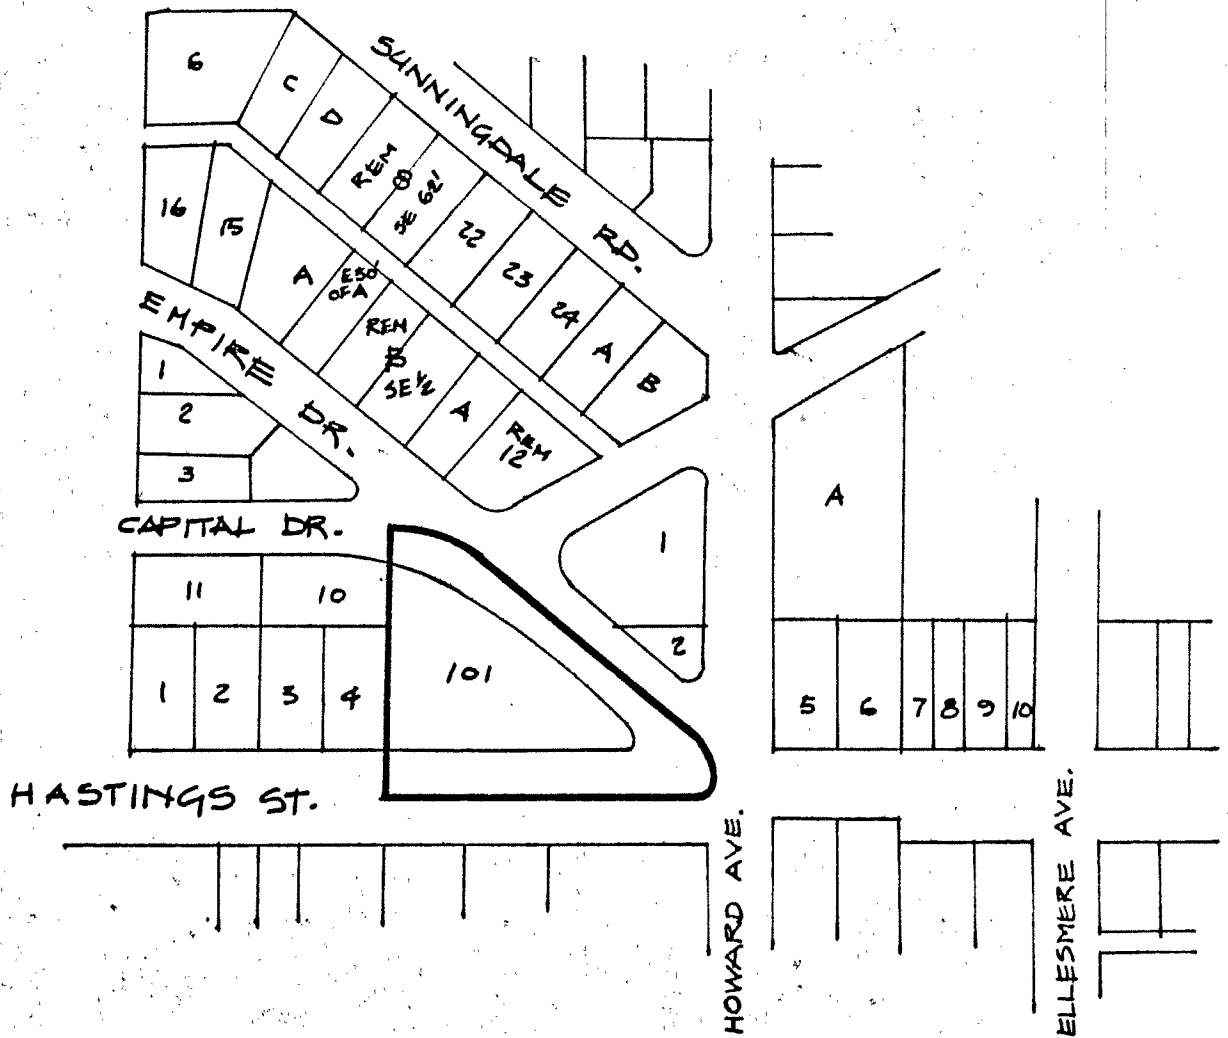 6
C
D
SUNNINGDALE RD.
REM
B
SE 62'
16
15
22
23
24
A
B
A
E50'
OF A
REM
B
SE ½
A
REM
12
EMPIRE DR.
1
2
3
CAPITAL DR.
11
10
1
2
3
4
101
1
2
A
5
6
7
8
9
10
HASTINGS ST.
HOWARD AVE.
ELLESMERE AVE.